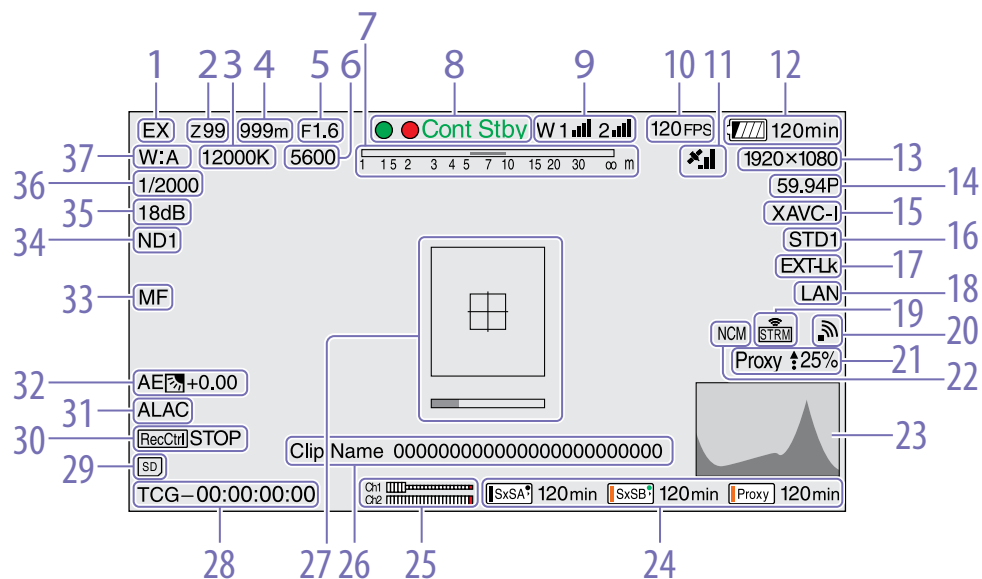 7
1 2 3 4 5 6 8 9 10 11 12
EX Z99 999m F1.6 Cont Stby W 1 2 120FPS 120min
37 W:A 12000K 5600 1 1 5 2 3 4 5 7 10 15 20 30 ∞ m 1920×1080 13
36 1/2000 59.94P 14
35 18dB XAVC-I 15
34 ND1 STD1 16
EXT-Lk 17
33 MF LAN 18
19
NCM STRM 20
Proxy 25% 21
32 AE +0.00 22
31 ALAC
30 RecCtrl STOP 23
Clip Name 000000000000000000000000
29 SD
TCG–00:00:00:00 Ch1 SxSA 120min SxSB 120min Proxy 120min
Ch2
28 27 26 25 24